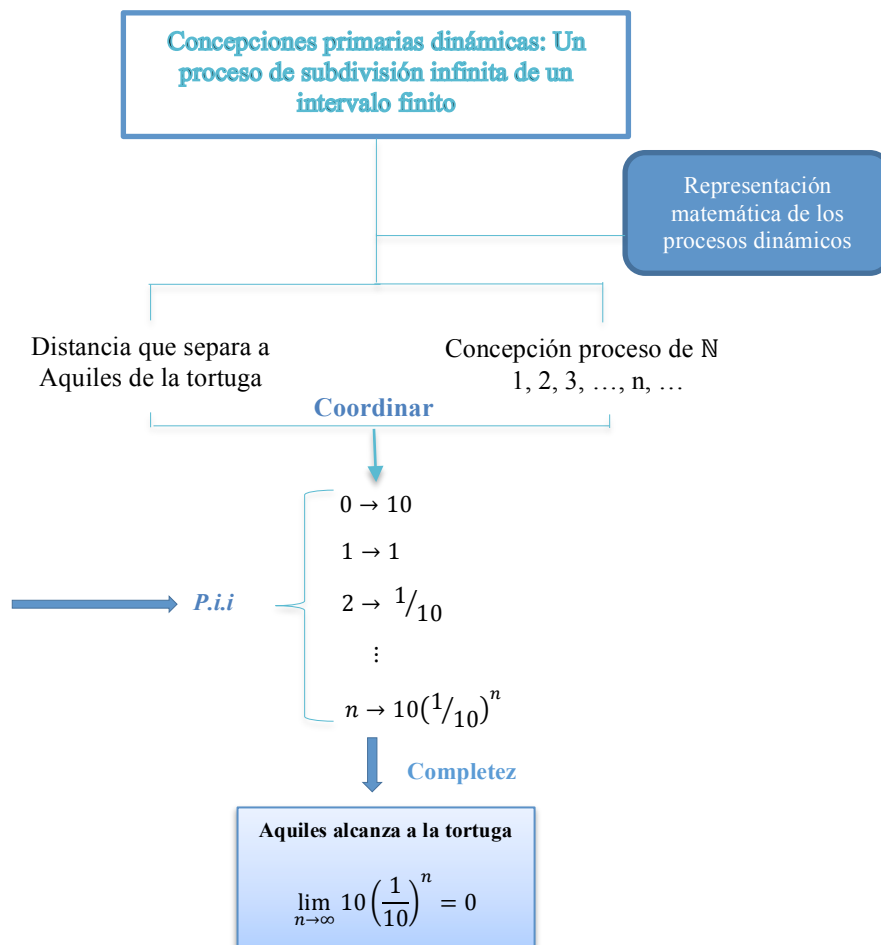 Concepciones primarias dinámicas: Un
proceso de subdivisión infinita de un
intervalo finito
Representación
matemática de los
procesos dinámicos
Distancia que separa a
Aquiles de la tortuga
Concepción proceso de ℕ
1, 2, 3, …, n, …
Coordinar
0 → 10
1 → 1
P.i.i
2 → 1/10
⋮
n → 10(1/10)^n
Completez
Aquiles alcanza a la tortuga
lim n→∞ 10(1/10)^n = 0